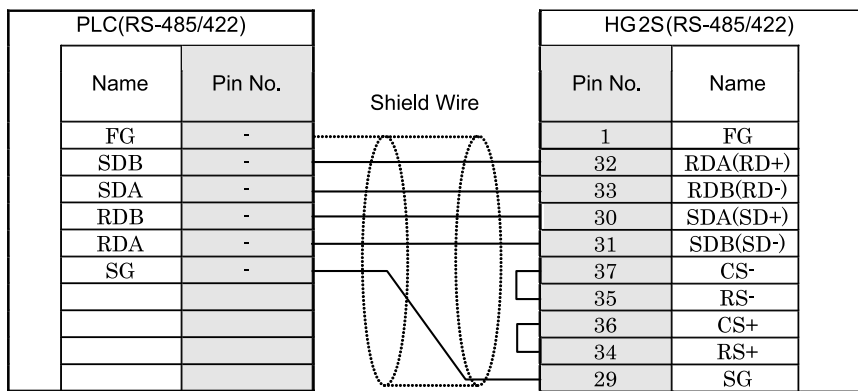 PLC(RS-485/422) HG2S(RS-485/422)
Name Pin No. Shield Wire Pin No. Name
FG - 1 FG
SDB - 32 RDA(RD+)
SDA - 33 RDB(RD-)
RDB - 30 SDA(SD+)
RDA - 31 SDB(SD-)
SG - 37 CS-
35 RS-
36 CS+
34 RS+
29 SG